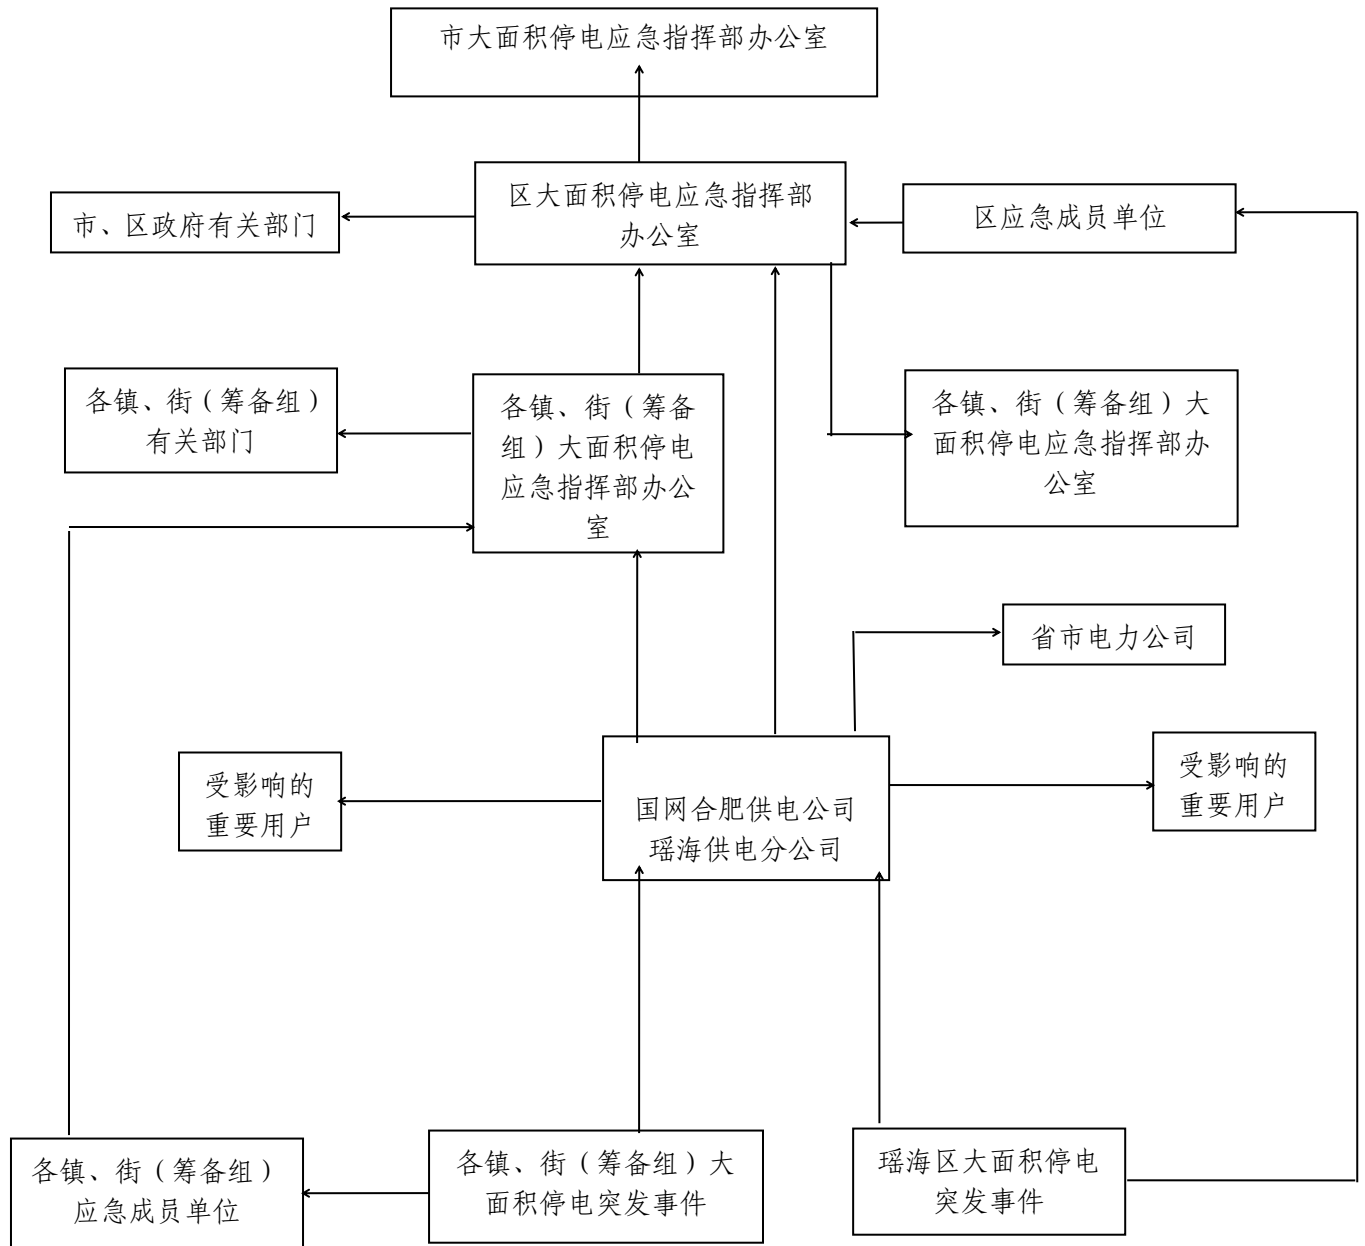 市大面积停电应急指挥部办公室
区大面积停电应急指挥部
办公室
市、区政府有关部门
区应急成员单位
各镇、街（筹备组）
有关部门
各镇、街（筹备
组）大面积停电
应急指挥部办公
室
各镇、街（筹备组）大
面积停电应急指挥部办
公室
省市电力公司
受影响的
重要用户
国网合肥供电公司
瑶海供电分公司
受影响的
重要用户
各镇、街（筹备组）
应急成员单位
各镇、街（筹备组）大
面积停电突发事件
瑶海区大面积停电
突发事件